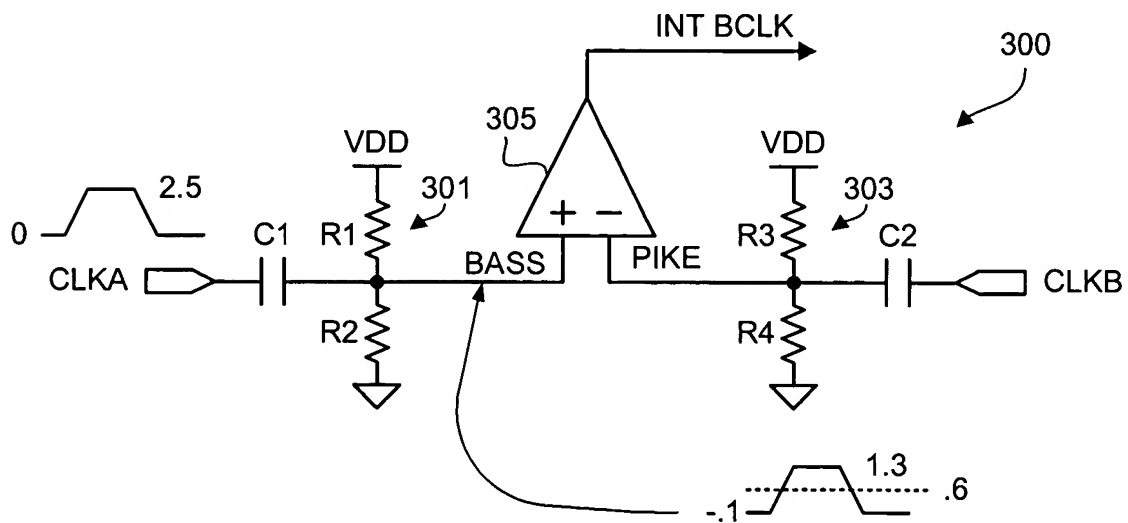 INT BCLK
300
305
VDD
VDD
2.5
301
303
0
+ −
C1
R1
R3
C2
BASS
PIKE
CLKA
CLKB
R2
R4
1.3
.6
-.1